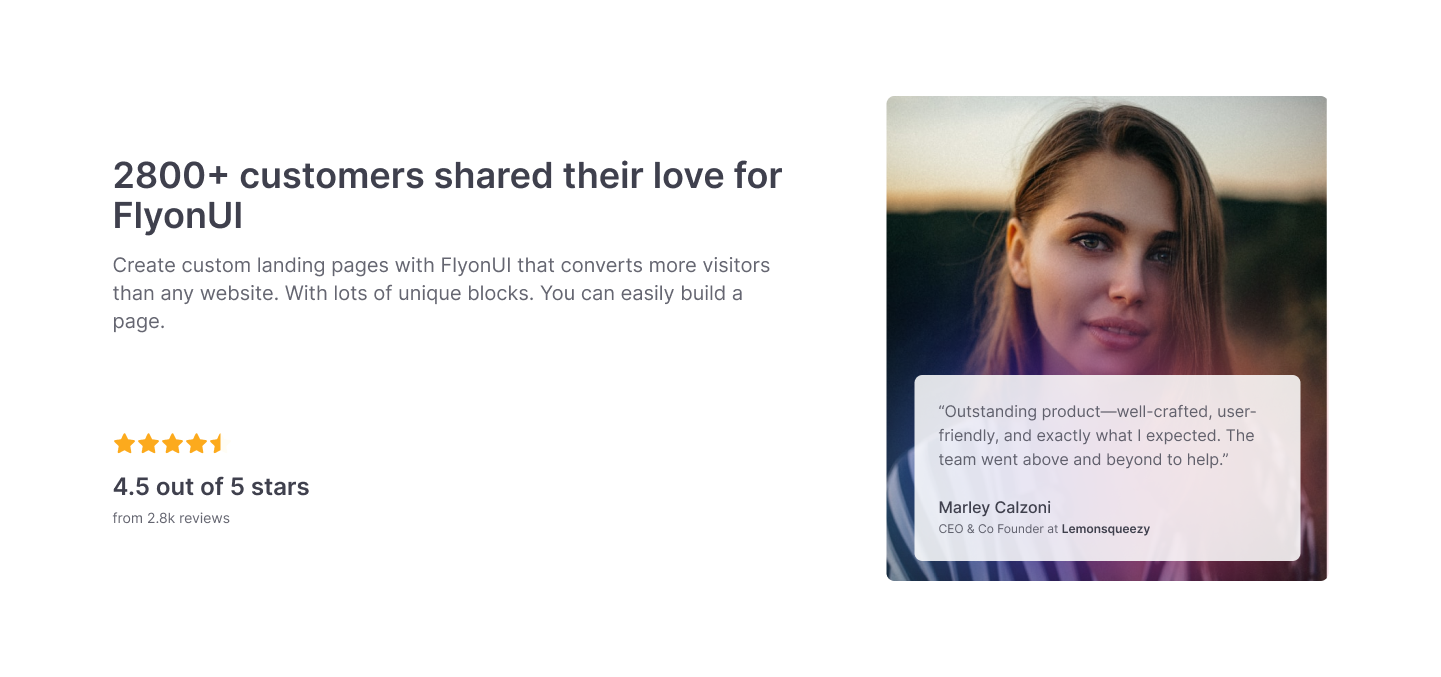 2800+ customers shared their love for
FlyonUI
Create custom landing pages with FlyonUI that converts more visitors
than any website. With lots of unique blocks. You can easily build a
page.
4.5 out of 5 stars
from 2.8k reviews
“Outstanding product—well-crafted, user-
friendly, and exactly what I expected. The
team went above and beyond to help.”
Marley Calzoni
CEO & Co Founder at Lemonsqueezy